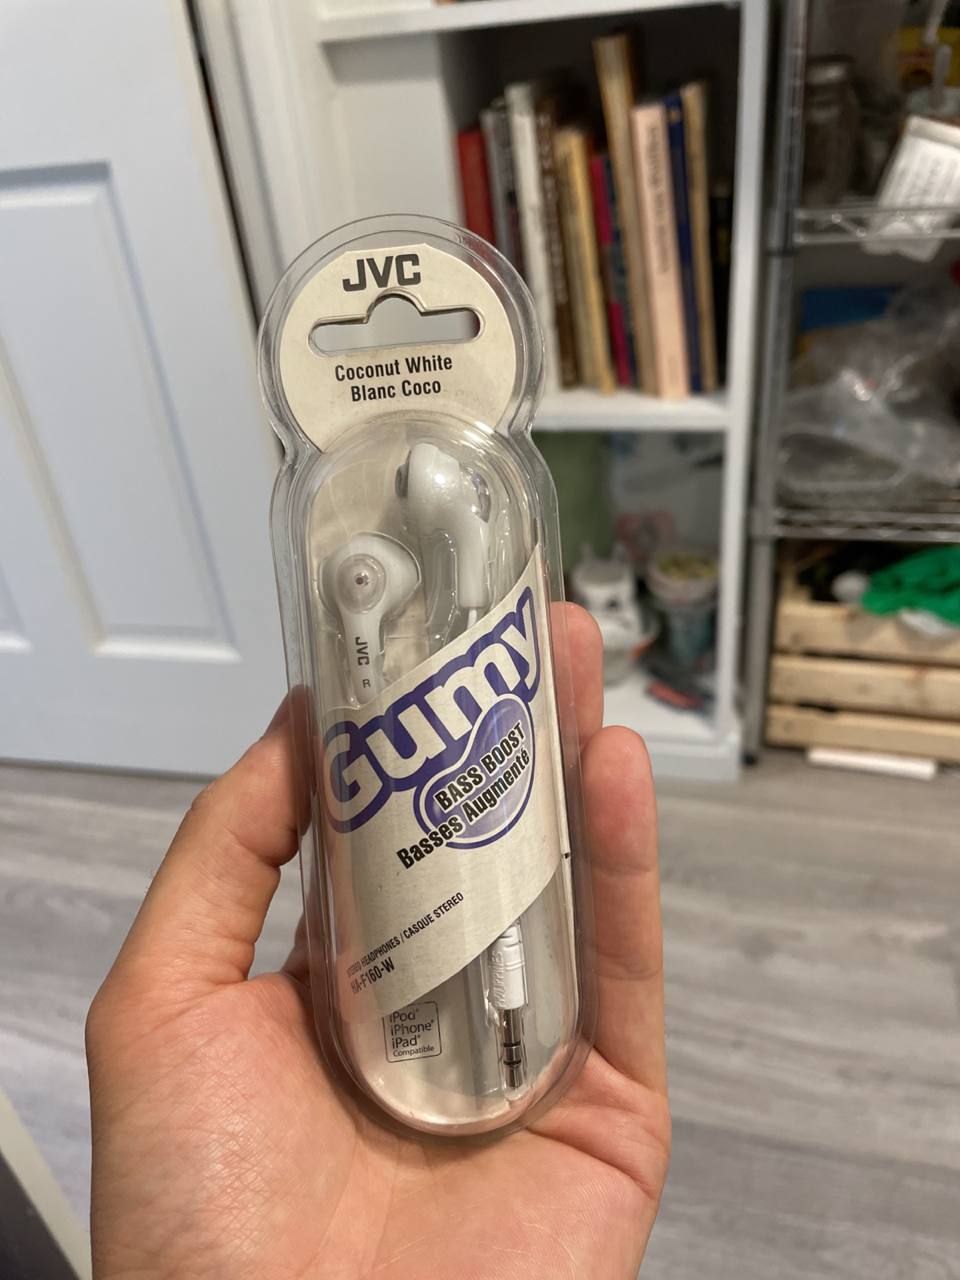 JVC
Coconut White
Blanc Coco
JVC
R
Gumy
BASS BOOST
Basses Augmenté
STEREO HEADPHONES / CASQUE STEREO
HA-F160-W
iPod
iPhone
iPad
Compatible